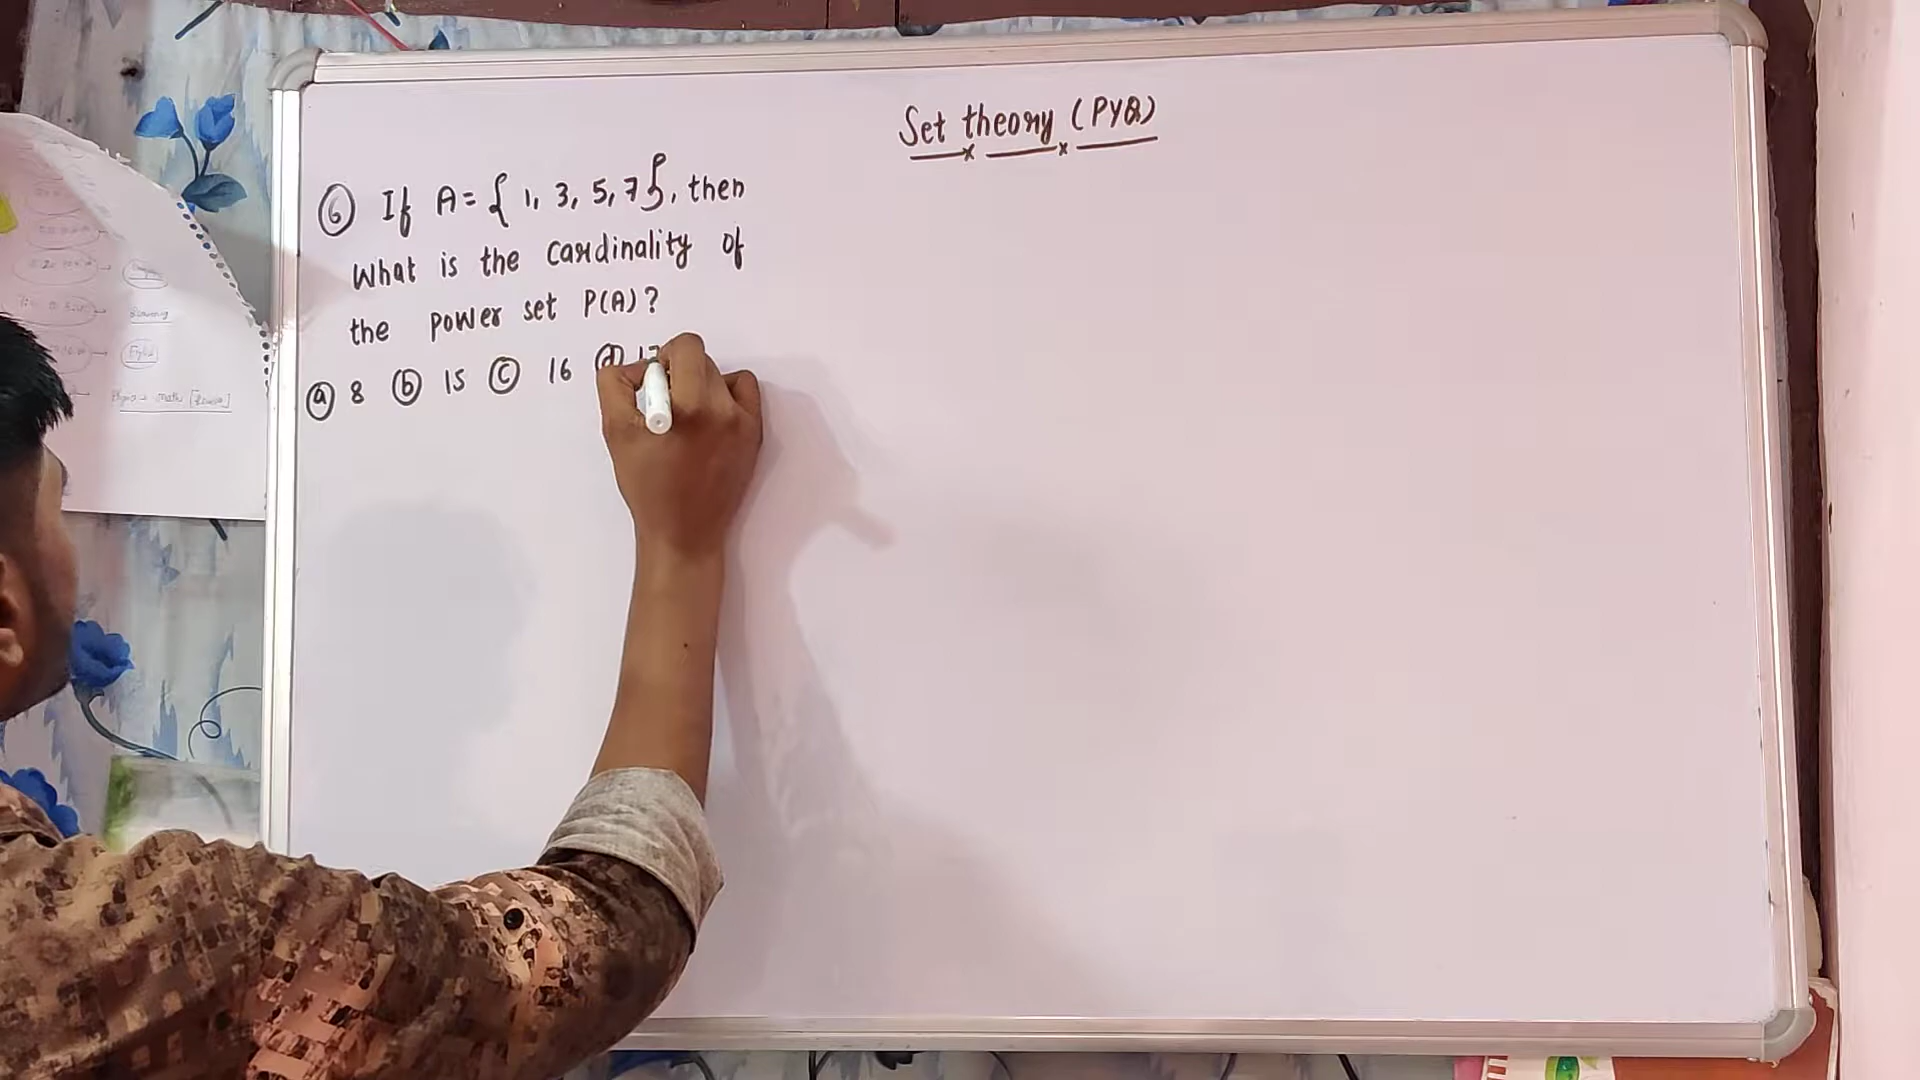 Set theory (PYQ)
⑥ If A = { 1, 3, 5, 7 }, then
What is the cardinality of
the power set P(A) ?
ⓐ 8 ⓑ 15 ⓒ 16 ⓓ 17